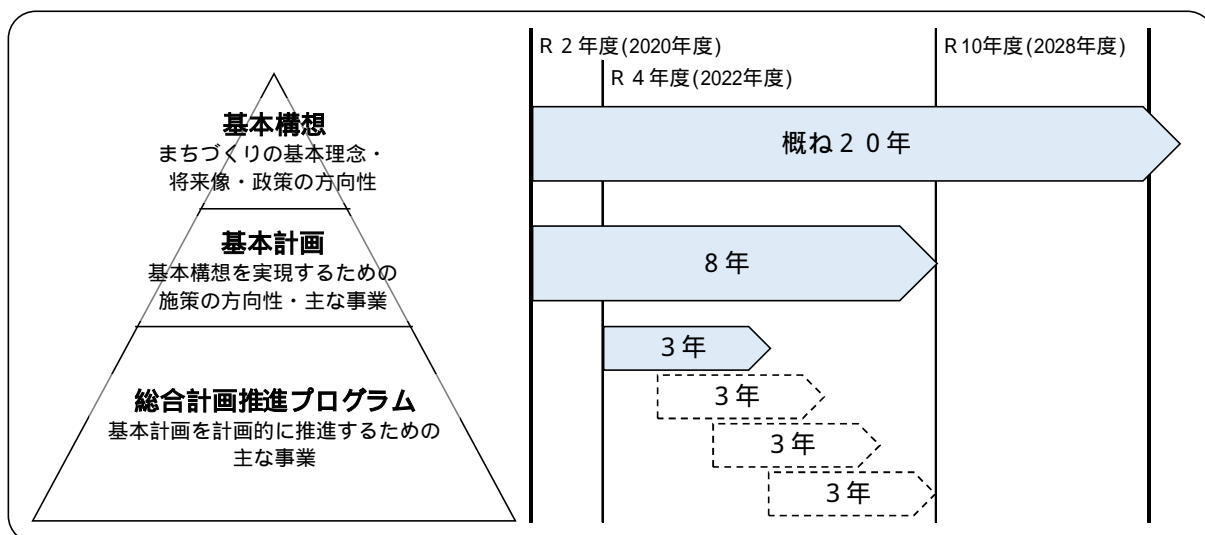 基本構想
まちづくりの基本理念・
将来像・政策の方向性
基本計画
基本構想を実現するための
施策の方向性・主な事業
総合計画推進プログラム
基本計画を計画的に推進するための
主な事業
R2年度(2020年度)
R4年度(2022年度)
R10年度(2028年度)
概ね20年
8年
3年
3年
3年
3年